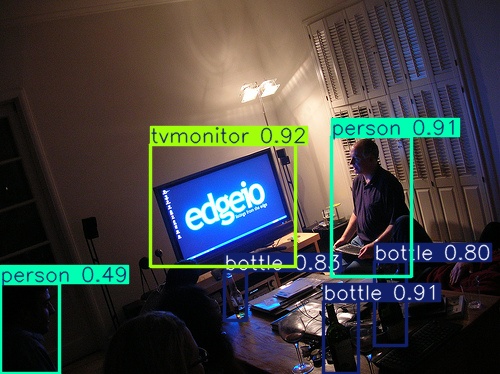 tvmonitor 0.92
person 0.91
edgeio
bottle 0.83
bottle 0.80
person 0.49
bottle 0.91